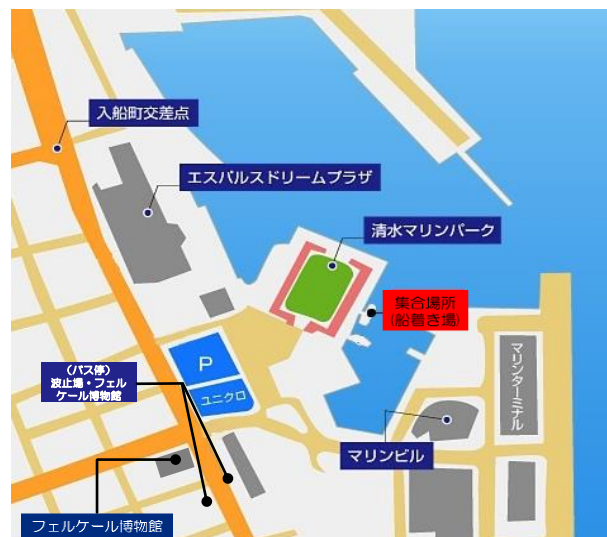 入船町交差点
エスパルスドリームプラザ
清水マリンパーク
集合場所
(船着き場)
マリンターミナル
P
ユニクロ
(バス停)
波止場・フェル
ケール博物館
マリンビル
フェルケール博物館